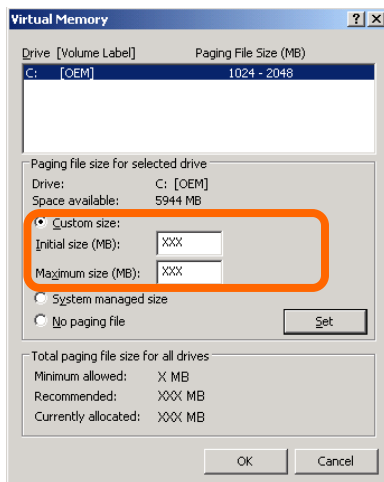 Virtual Memory
Drive [Volume Label] Paging File Size (MB)
C: [OEM] 1024 - 2048
Paging file size for selected drive
Drive: C: [OEM]
Space available: 5944 MB
Custom size:
Initial size (MB): XXX
Maximum size (MB): XXX
System managed size
No paging file Set
Total paging file size for all drives
Minimum allowed: X MB
Recommended: XXX MB
Currently allocated: XXX MB
OK Cancel